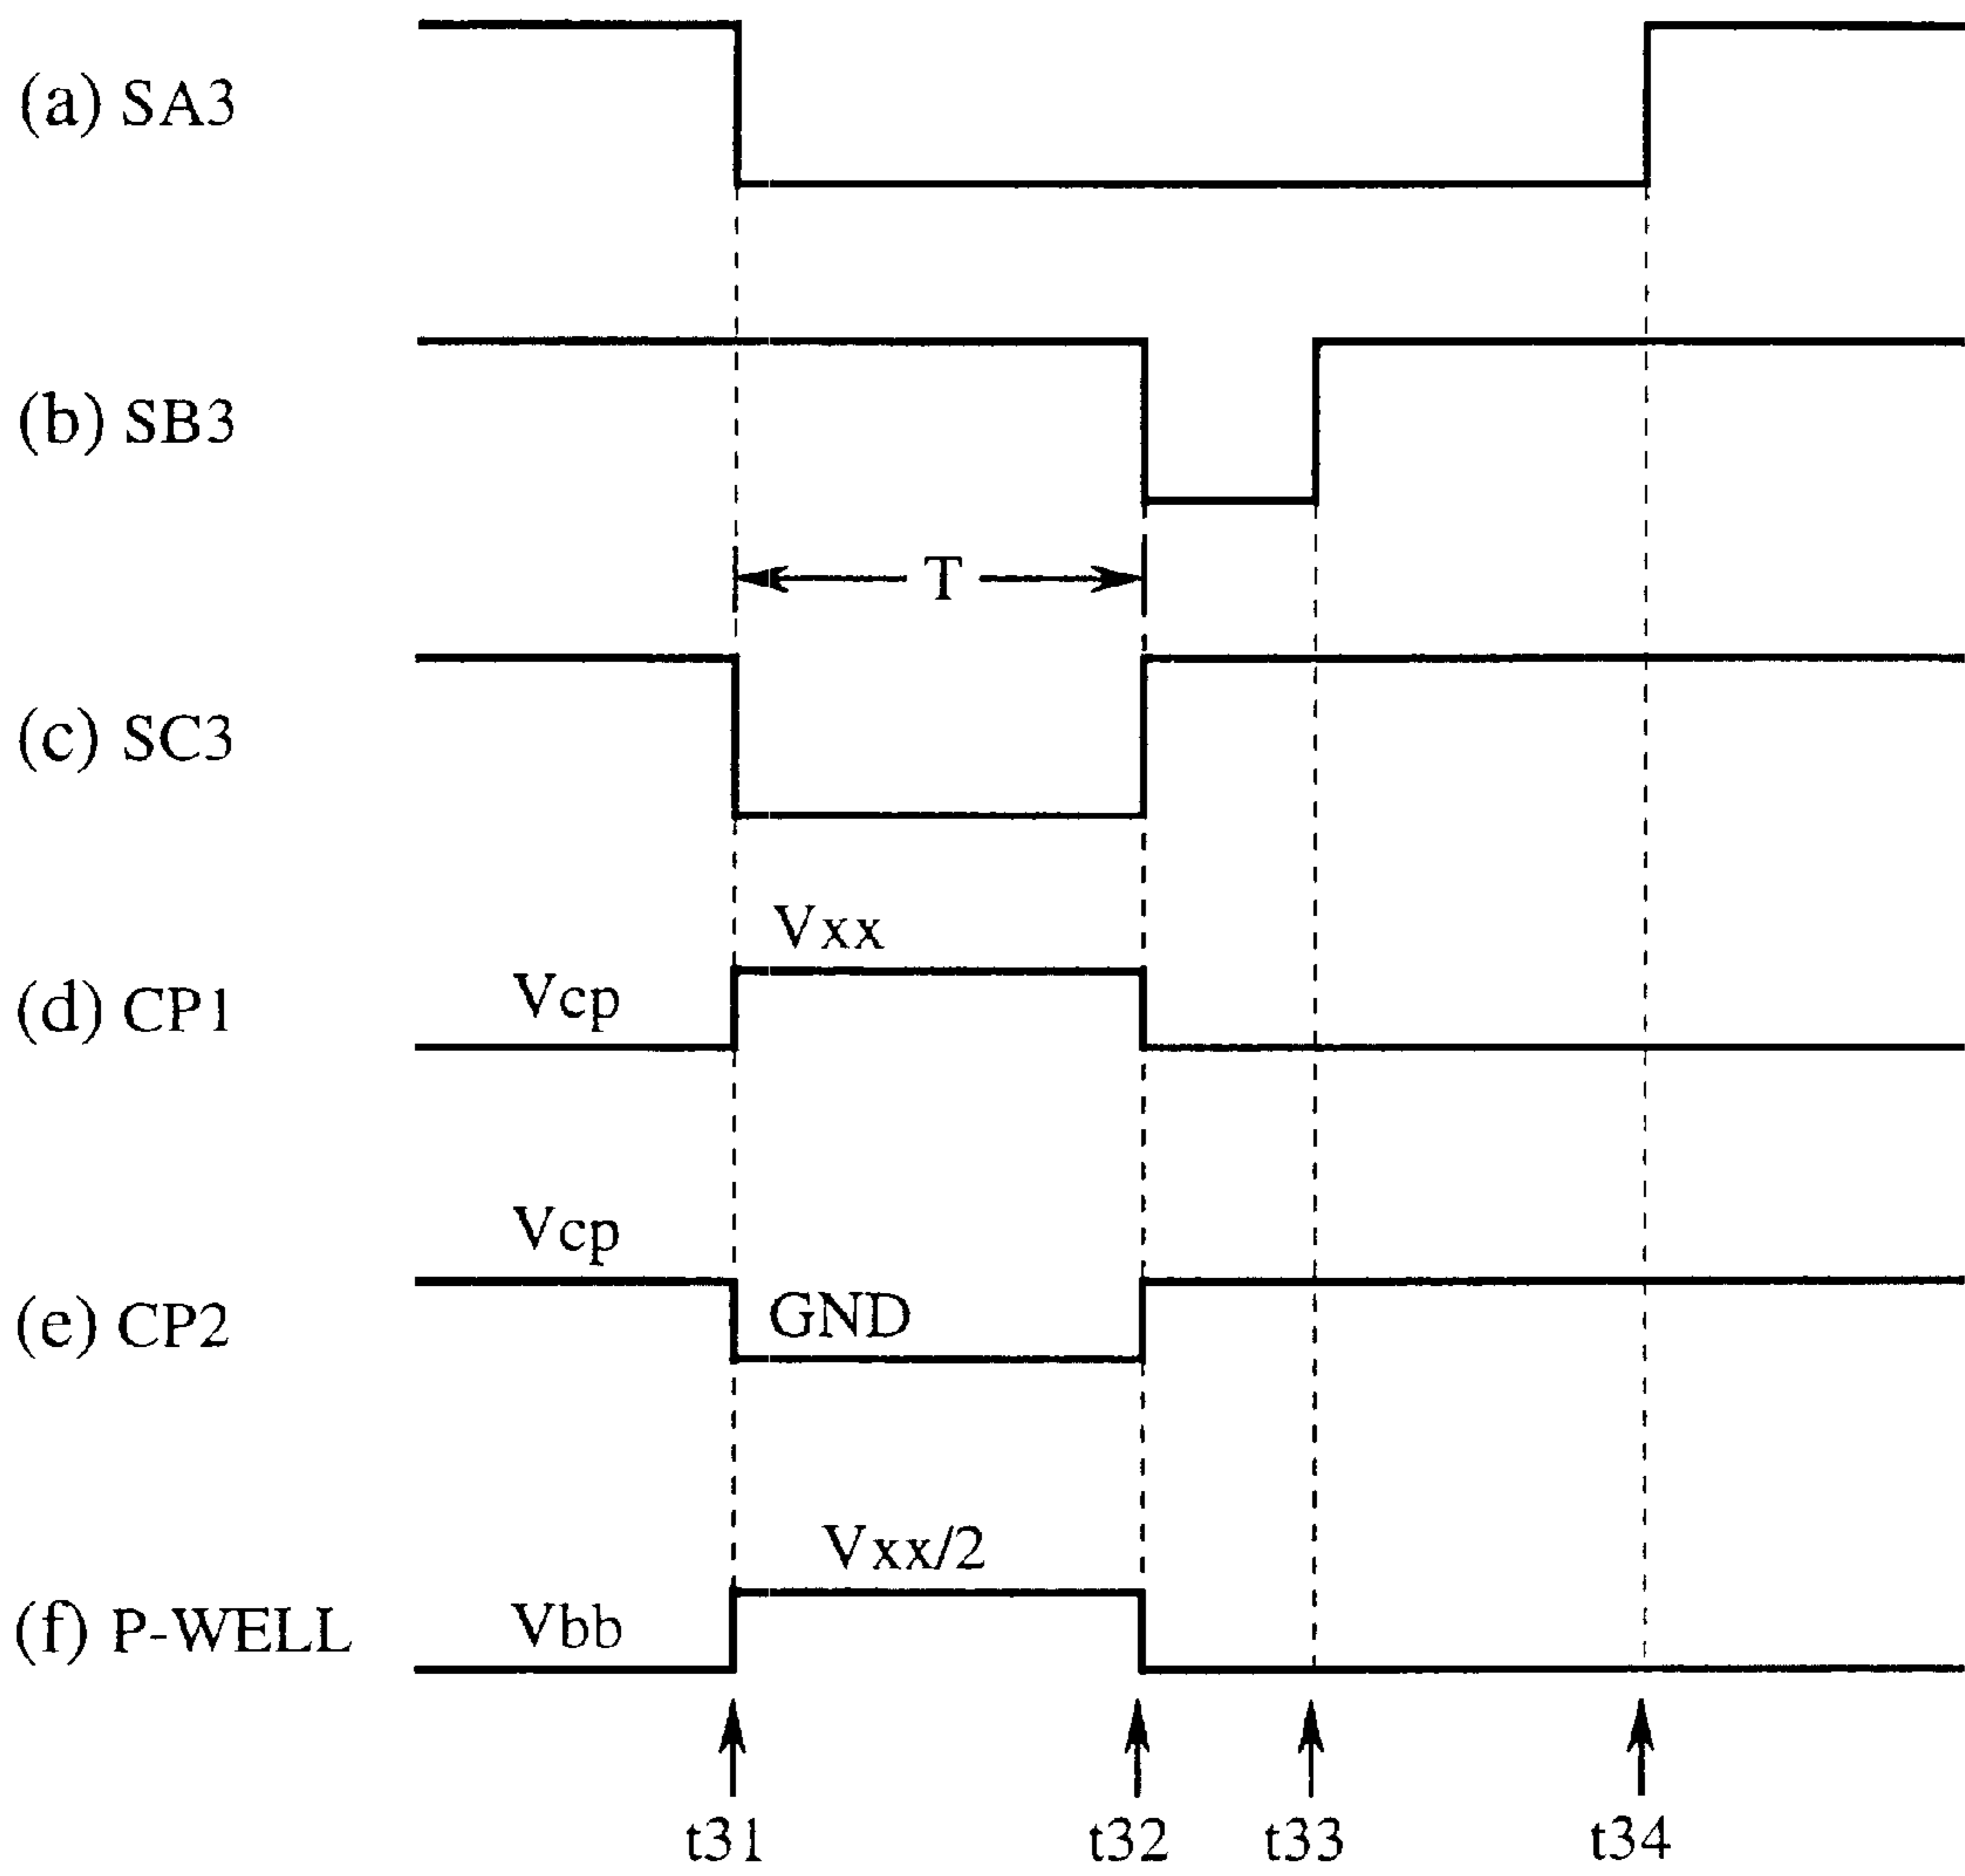 (a) SA3
(b) SB3
T
(c) SC3
Vxx
Vcp
(d) CP1
Vcp
GND
(e) CP2
Vxx/2
Vbb
(f) P-WELL
t31 t32 t33 t34